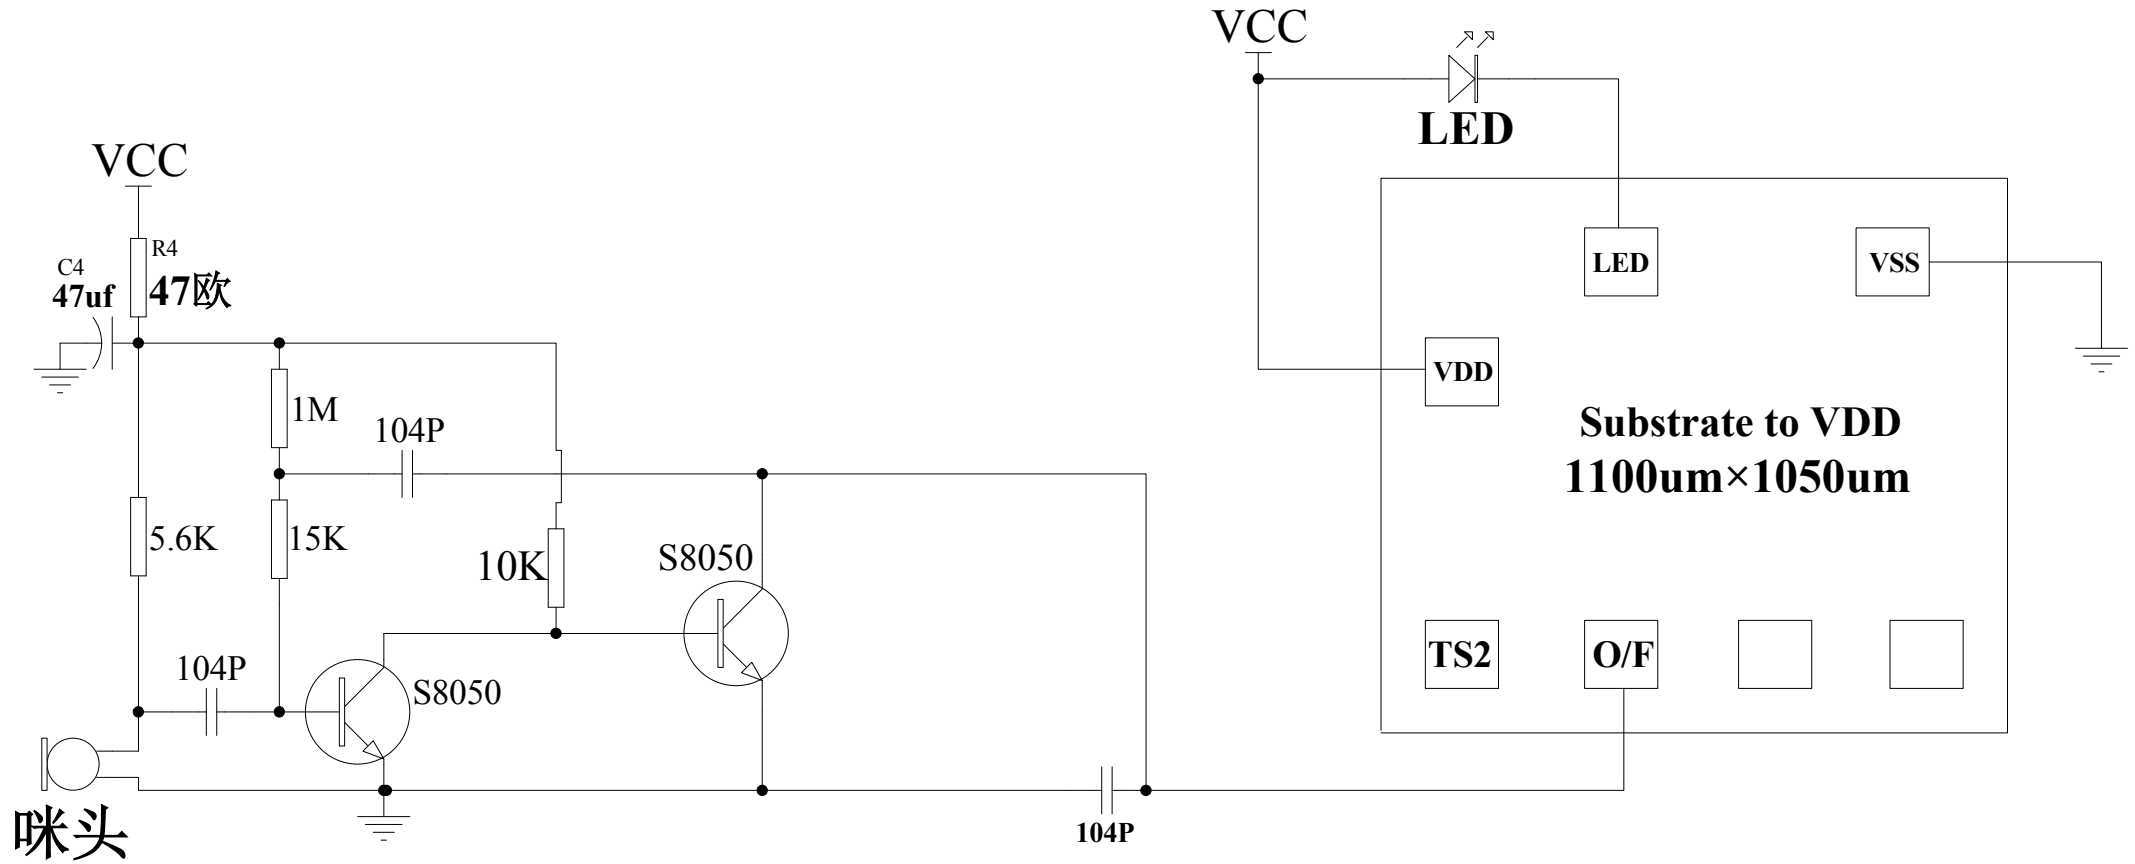 VCC
LED
VCC
R4
C4
47uf
47欧
LED
VSS
VDD
1M
104P
Substrate to VDD
1100um×1050um
5.6K
15K
10K
S8050
104P
S8050
TS2
O/F
咪头
104P